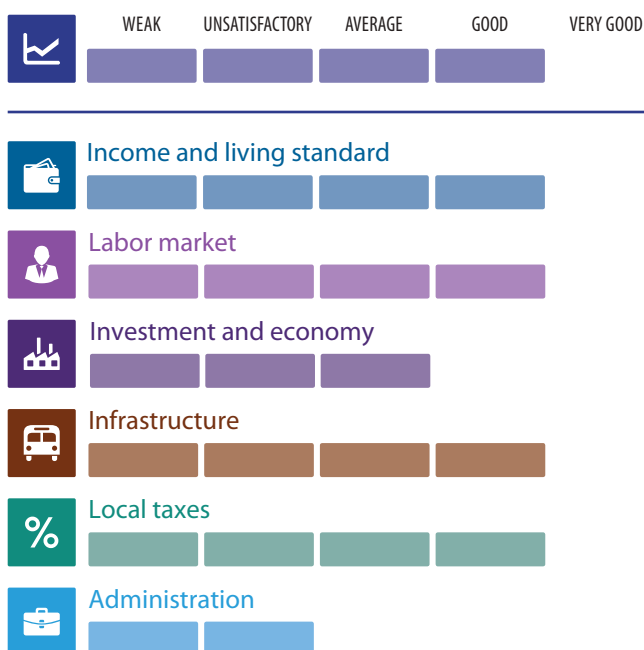 WEAK UNSATISFACTORY AVERAGE GOOD VERY GOOD
Income and living standard
Labor market
Investment and economy
Infrastructure
Local taxes
%
Administration